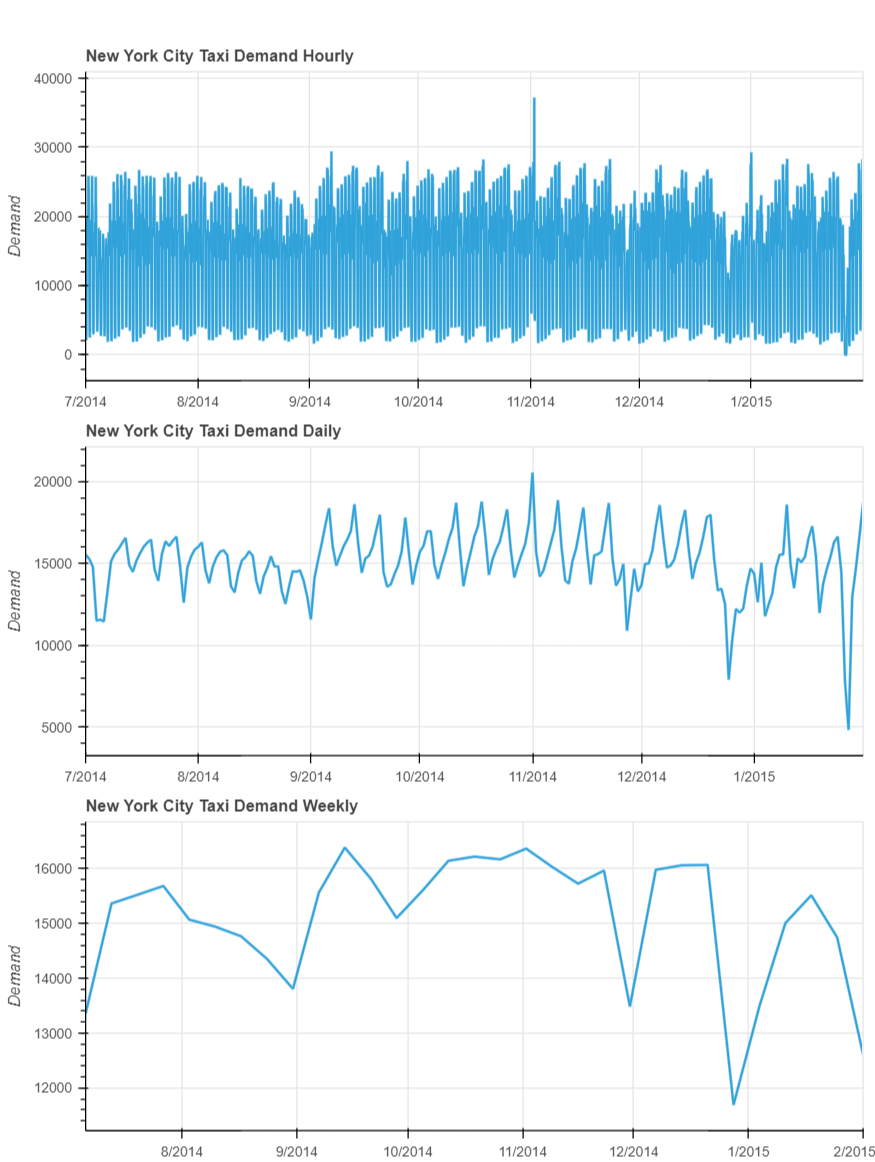 New York City Taxi Demand Hourly
40000
30000
20000
10000
0
Demand
7/2014 8/2014 9/2014 10/2014 11/2014 12/2014 1/2015
New York City Taxi Demand Daily
20000
15000
10000
5000
Demand
7/2014 8/2014 9/2014 10/2014 11/2014 12/2014 1/2015
New York City Taxi Demand Weekly
16000
15000
14000
13000
12000
Demand
8/2014 9/2014 10/2014 11/2014 12/2014 1/2015 2/2015